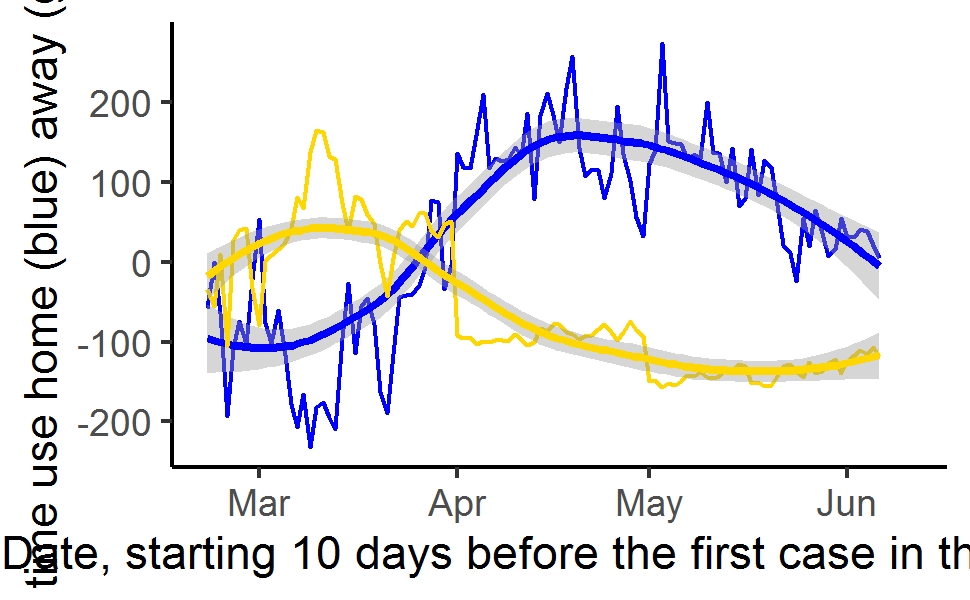 time use home (blue) away (g
200
100
0
-100
-200
Mar Apr May Jun
Date, starting 10 days before the first case in th